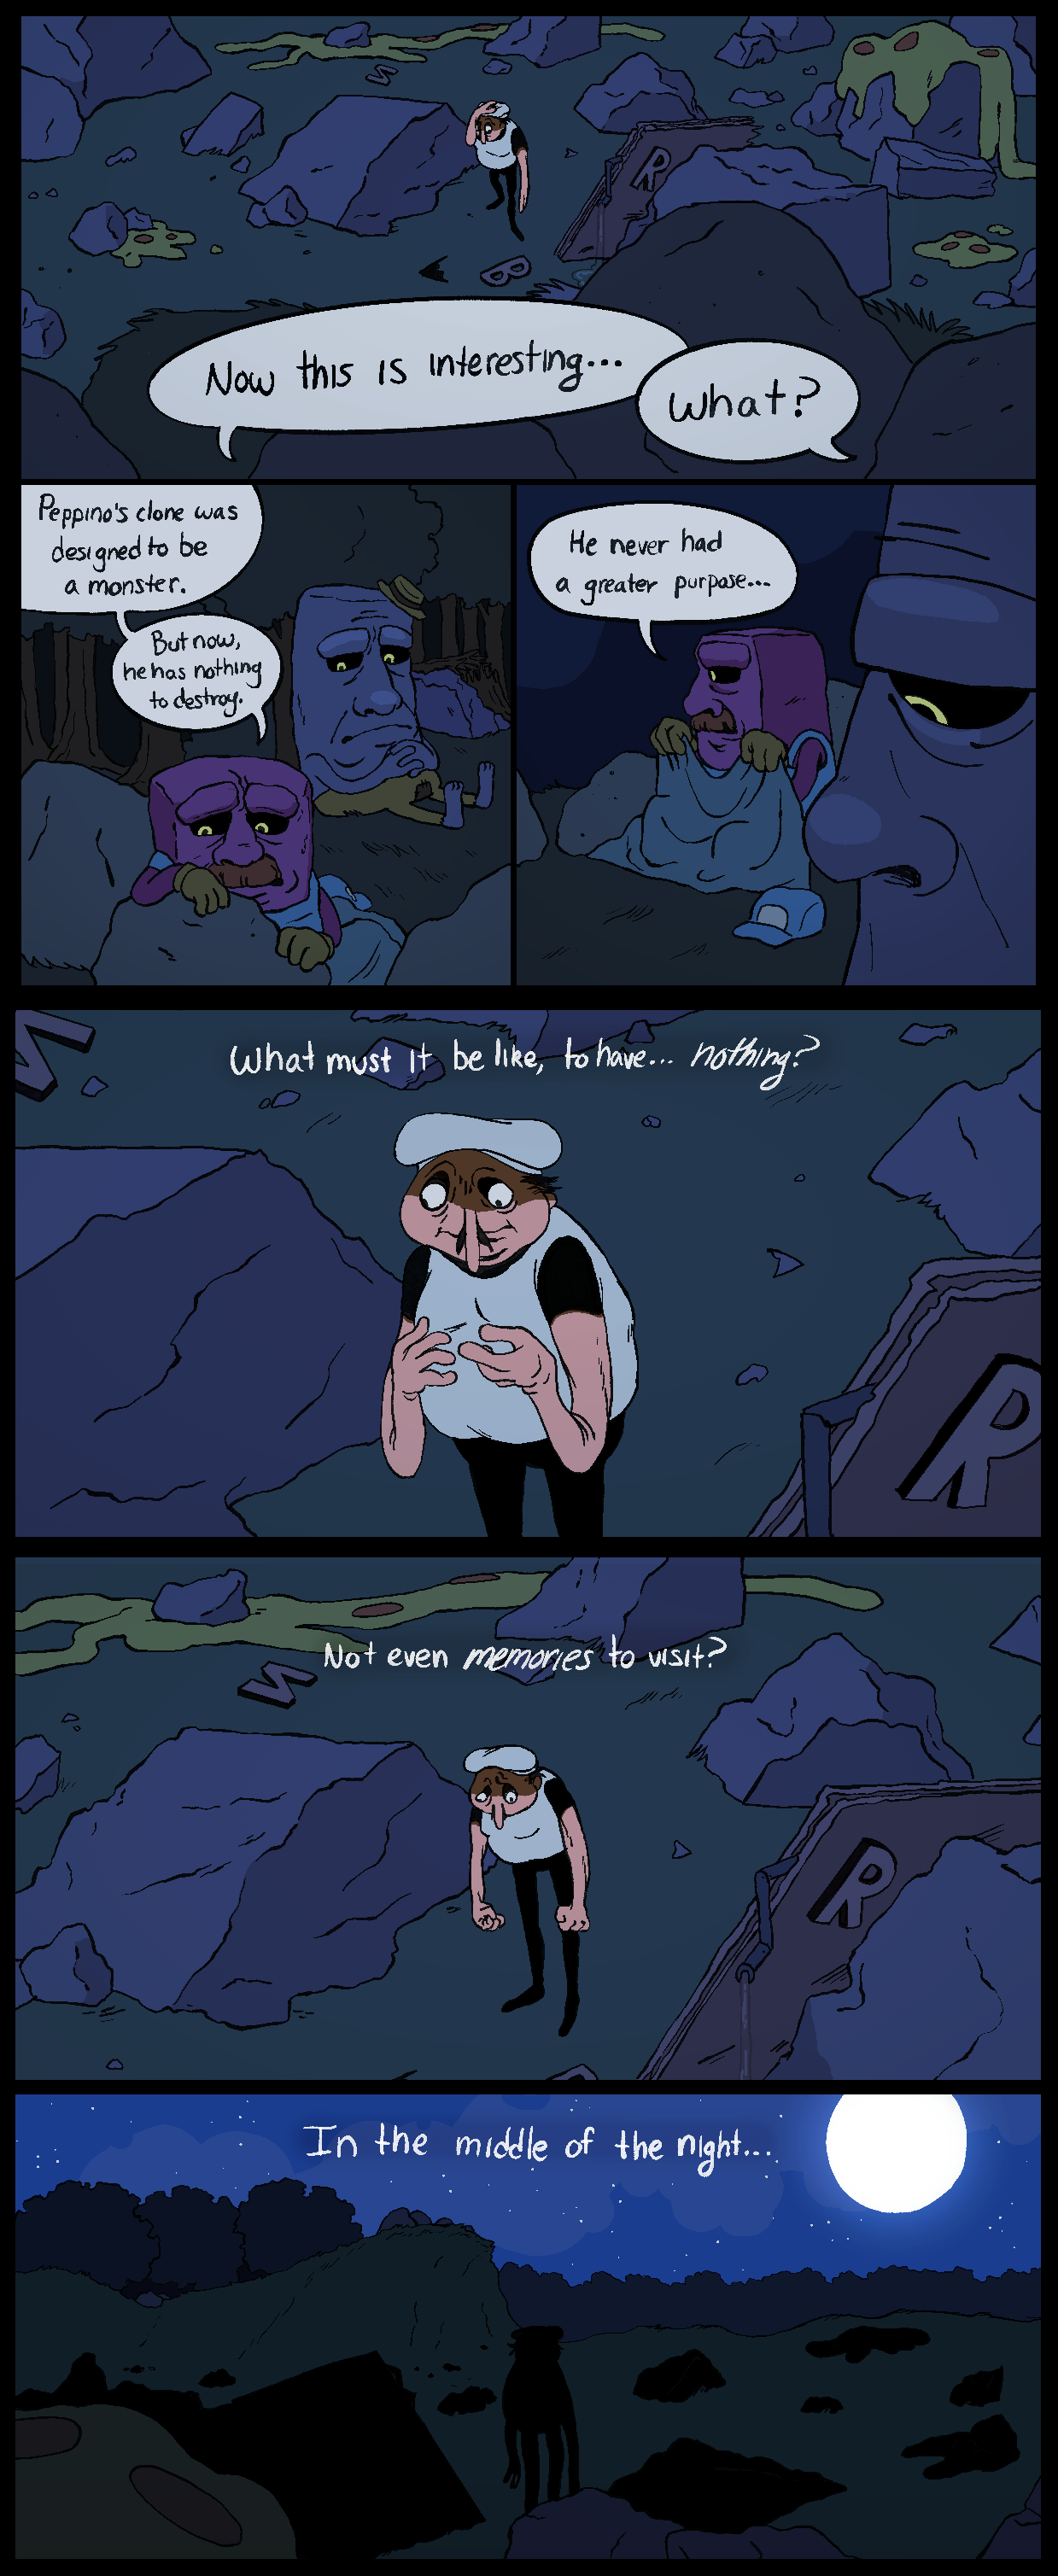 S
R
B
Now this is interesting...
What?
Peppino's clone was
designed to be
a monster.
But now,
he has nothing
to destroy.
He never had
a greater purpose...
What must it be like, to have... nothing?
S
R
Not even memories to visit?
S
R
In the middle of the night...